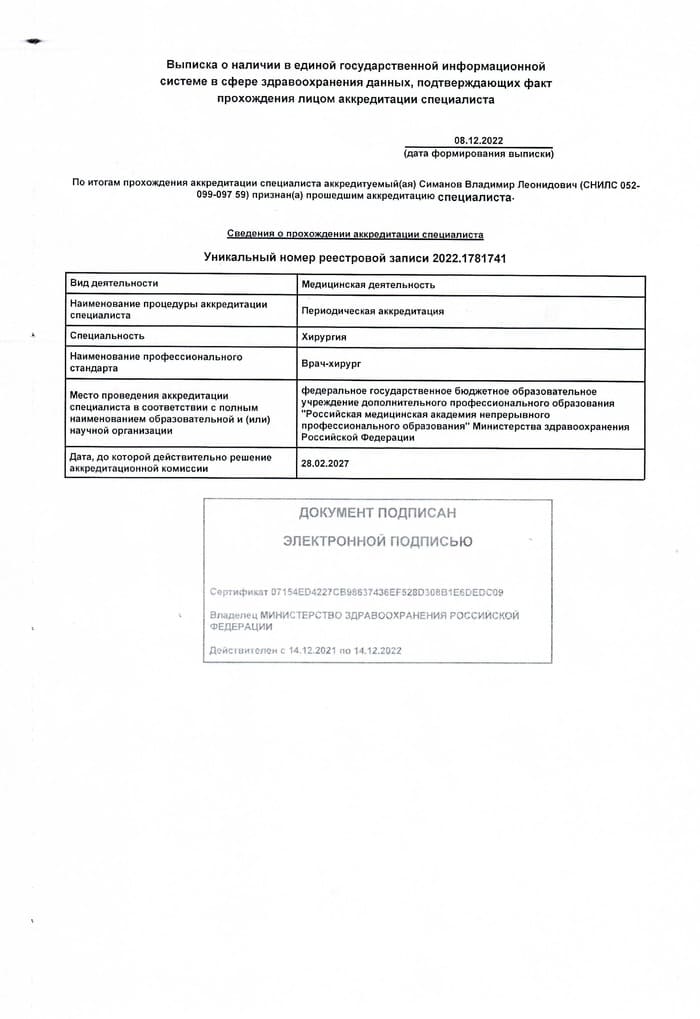 Выписка о наличии в единой государственной информационной
системе в сфере здравоохранения данных, подтверждающих факт
прохождения лицом аккредитации специалиста
08.12.2022
(дата формирования выписки)
По итогам прохождения аккредитации специалиста аккредитуемый(ая) Симанов Владимир Леонидович (СНИЛС 052-
099-097 59) признан(а) прошедшим аккредитацию специалиста.
Сведения о прохождении аккредитации специалиста
Уникальный номер реестровой записи 2022.1781741
Вид деятельности
Медицинская деятельность
Наименование процедуры аккредитации
специалиста
Периодическая аккредитация
Специальность
Хирургия
Наименование профессионального
стандарта
Врач-хирург
Место проведения аккредитации
специалиста в соответствии с полным
наименованием образовательной и (или)
научной организации
федеральное государственное бюджетное образовательное
учреждение дополнительного профессионального образования
"Российская медицинская академия непрерывного
профессионального образования" Министерства здравоохранения
Российской Федерации
Дата, до которой действительно решение
аккредитационной комиссии
28.02.2027
ДОКУМЕНТ ПОДПИСАН
ЭЛЕКТРОННОЙ ПОДПИСЬЮ
Сертификат
Владелец МИНИСТЕРСТВО ЗДРАВООХРАНЕНИЯ РОССИЙСКОЙ
ФЕДЕРАЦИИ
Действителен с 14.12.2021 по 14.12.2022